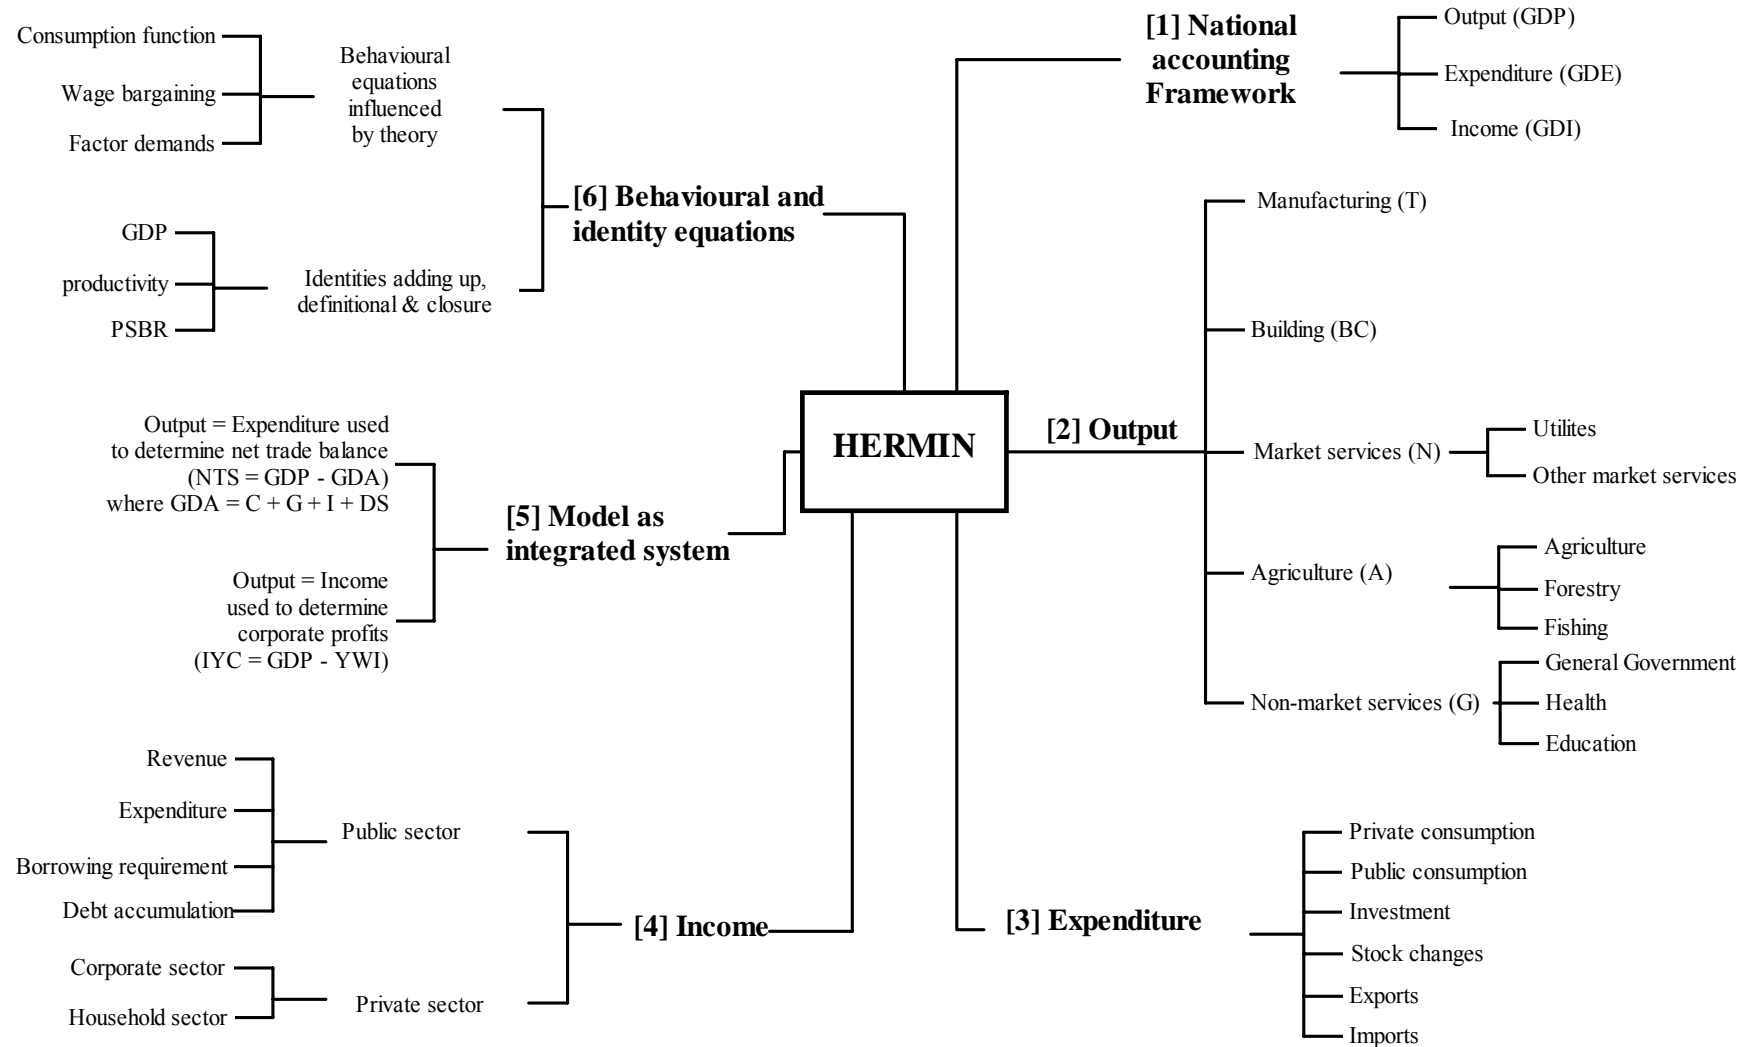 [1] National
accounting
Framework
Output (GDP)
Expenditure (GDE)
Income (GDI)
HERMIN
[2] Output
Manufacturing (T)
Building (BC)
Market services (N)
Utilites
Other market services
Agriculture (A)
Agriculture
Forestry
Fishing
Non-market services (G)
General Government
Health
Education
[3] Expenditure
Private consumption
Public consumption
Investment
Stock changes
Exports
Imports
[4] Income
Public sector
Revenue
Expenditure
Borrowing requirement
Debt accumulation
Private sector
Corporate sector
Household sector
[5] Model as
integrated system
Output = Expenditure used
to determine net trade balance
(NTS = GDP - GDA)
where GDA = C + G + I + DS
Output = Income
used to determine
corporate profits
(IYC = GDP - YWI)
[6] Behavioural and
identity equations
Behavioural
equations
influenced
by theory
Consumption function
Wage bargaining
Factor demands
Identities adding up,
definitional & closure
GDP
productivity
PSBR